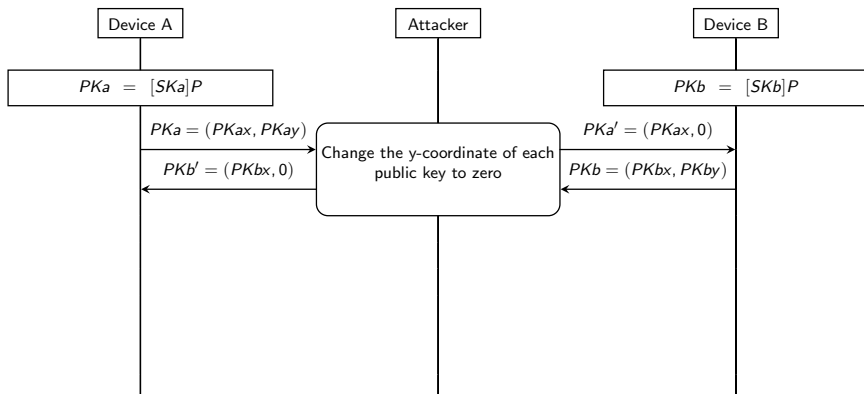 Device A
Attacker
Device B
PKa = [SKa]P
PKb = [SKb]P
PKa = (PKax, PKay)
PKa′ = (PKax, 0)
Change the y-coordinate of each
public key to zero
PKb′ = (PKbx, 0)
PKb = (PKbx, PKby)